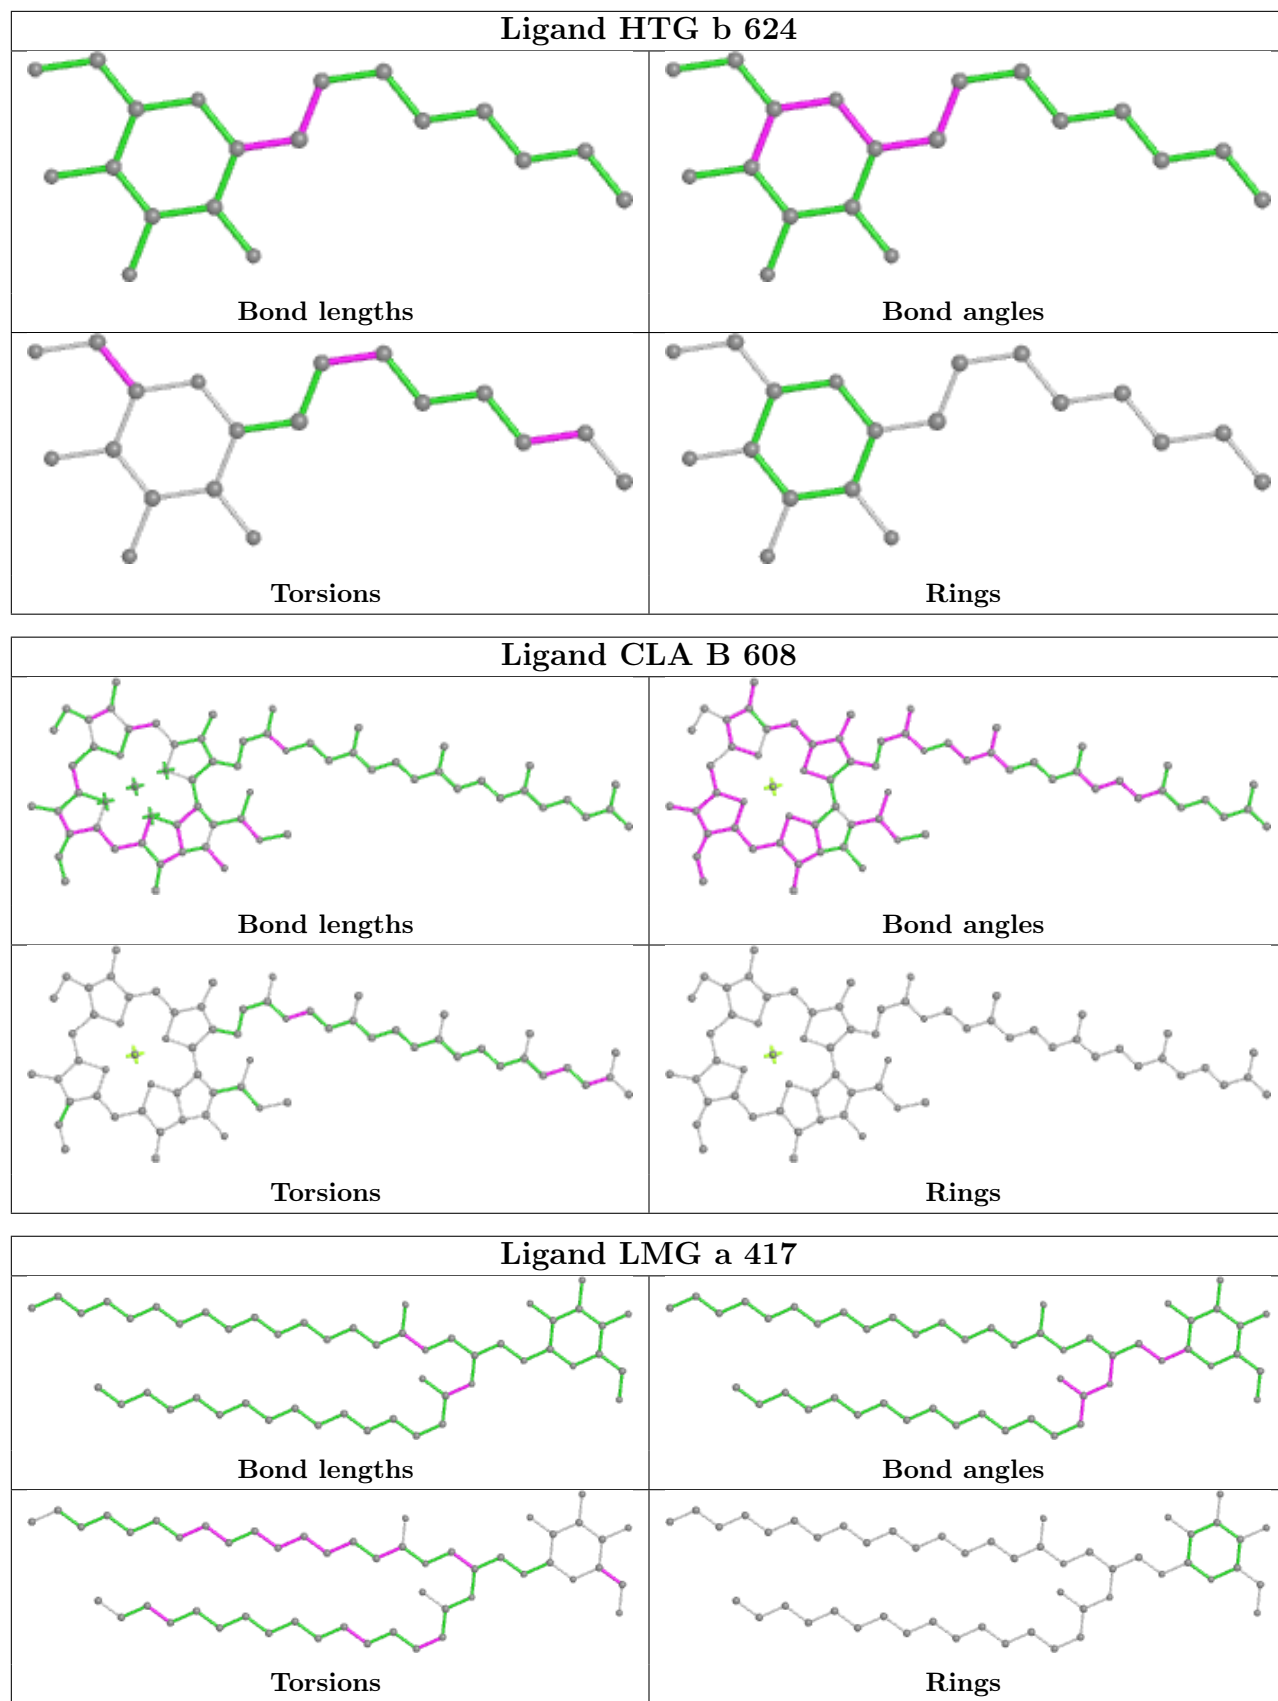 Ligand HTG b 624
Bond lengths
Bond angles
Torsions
Rings
Ligand CLA B 608
Bond lengths
Bond angles
Torsions
Rings
Ligand LMG a 417
Bond lengths
Bond angles
Torsions
Rings